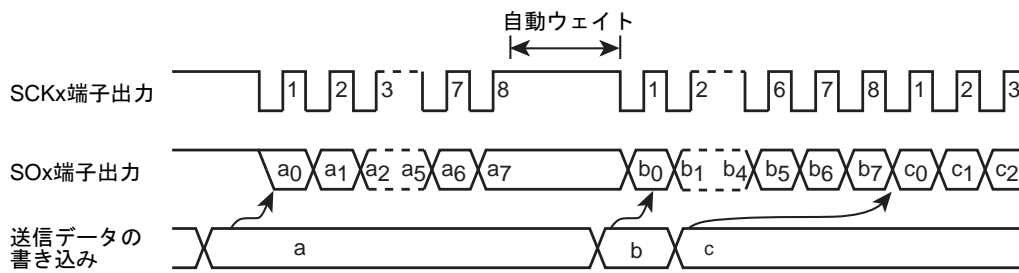 自動ウェイト
SCKx端子出力 1 2 3 7 8 1 2 6 7 8 1 2 3
SOx端子出力 a0 a1 a2 a5 a6 a7 b0 b1 b4 b5 b6 b7 c0 c1 c2
送信データの
書き込み a b c